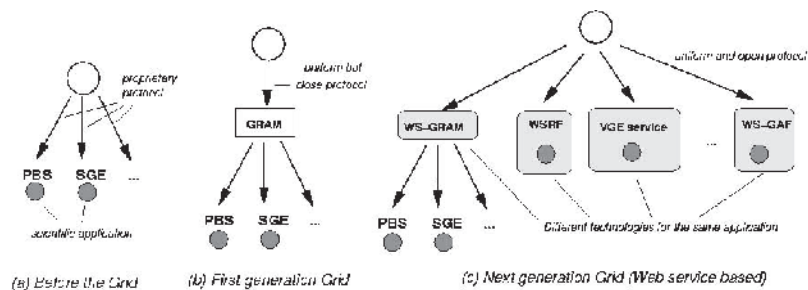 proprietary
protocol
PBS
SGE
...
scientific application
(a) Before the Grid
uniform but
close protocol
GRAM
PBS
SGE
...
(b) First generation Grid
uniform and open protocol
WS-GRAM
WSRF
VGE service
...
WS-GAF
PBS
SGE
...
Different technologies for the same application
(c) Next generation Grid (Web service based)